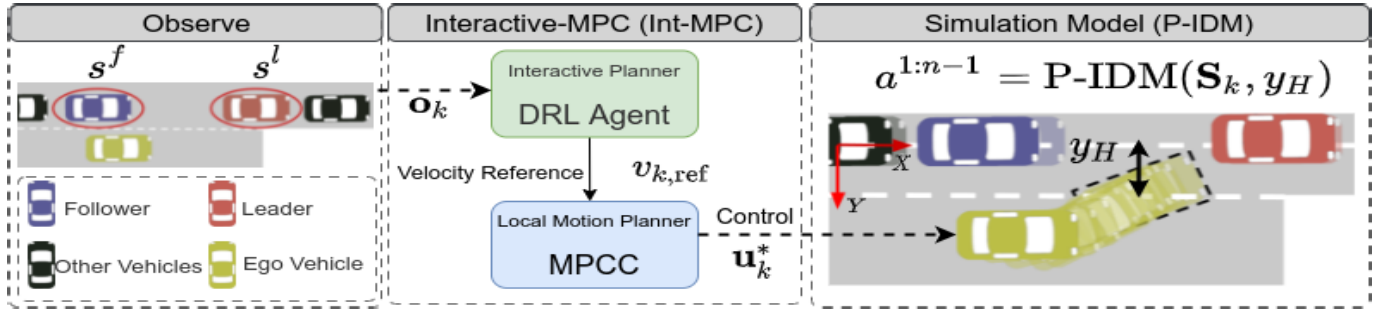 Observe
s^f
s^l
Follower
Leader
Other Vehicles
Ego Vehicle
Interactive-MPC (Int-MPC)
o_k
Interactive Planner
DRL Agent
Velocity Reference
v_{k,ref}
Local Motion Planner
MPCC
Control
u_k^*
Simulation Model (P-IDM)
a^{1:n−1} = P-IDM(S_k, y_H)
X
y_H
Y